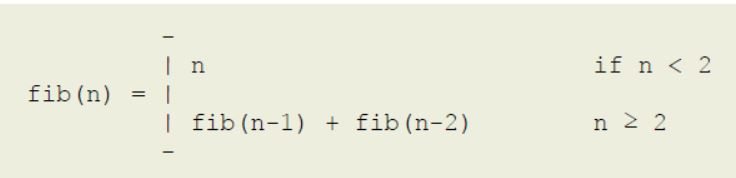 | n if n < 2
fib(n) = |
| fib(n-1) + fib(n-2) n ≥ 2